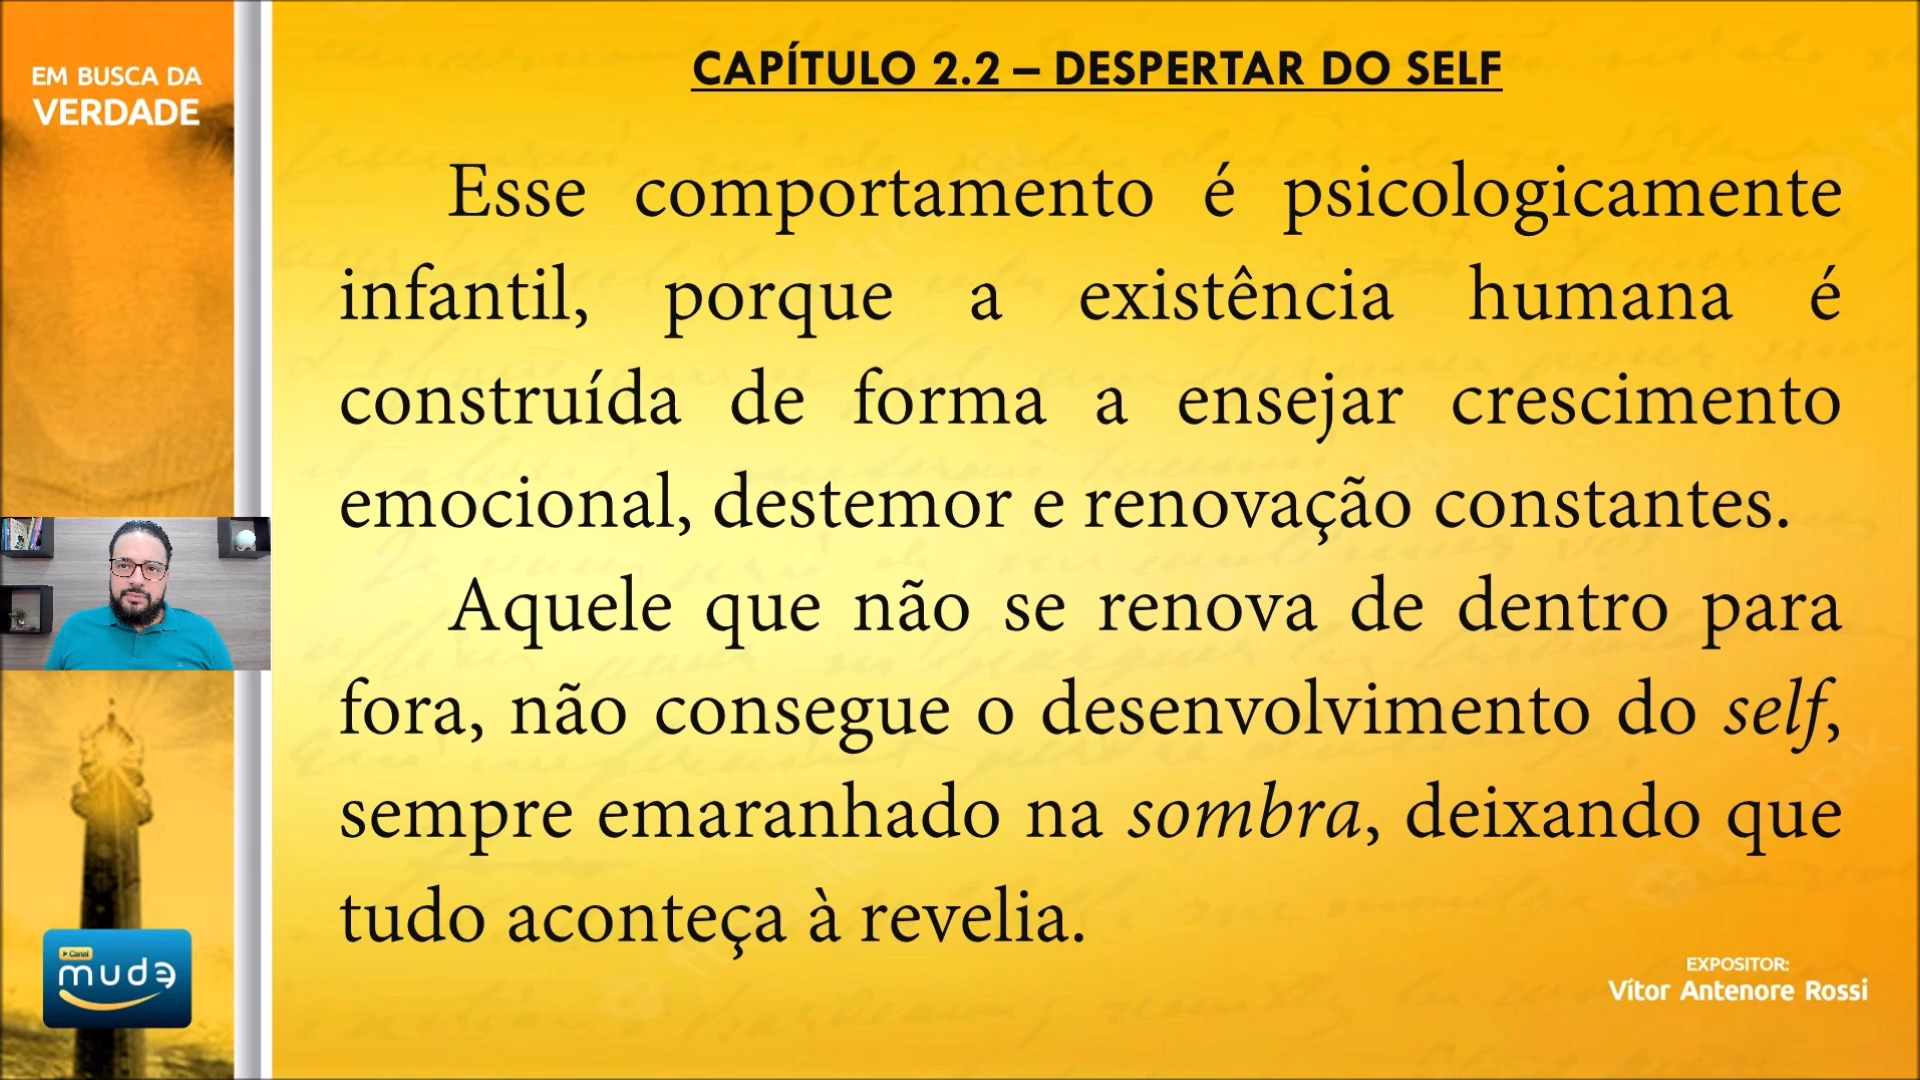 EM BUSCA DA
VERDADE
CAPÍTULO 2.2 – DESPERTAR DO SELF
Esse comportamento é psicologicamente
infantil, porque a existência humana é
construída de forma a ensejar crescimento
emocional, destemor e renovação constantes.
Aquele que não se renova de dentro para
fora, não consegue o desenvolvimento do self,
sempre emaranhado na sombra, deixando que
tudo aconteça à revelia.
Canal
mude
EXPOSITOR:
Vítor Antenore Rossi